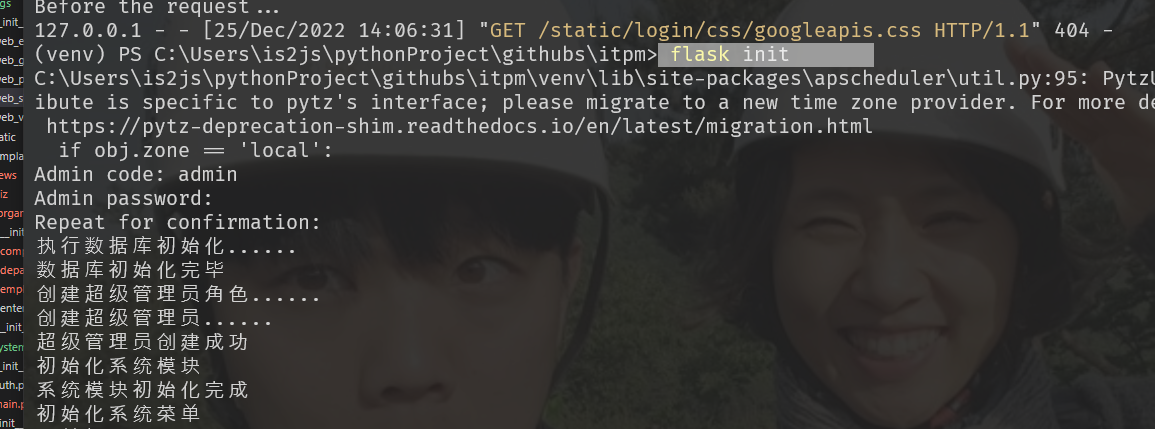 Before the request...
127.0.0.1 - - [25/Dec/2022 14:06:31] "GET /static/login/css/googleapis.css HTTP/1.1" 404 -
(venv) PS C:\Users\is2js\pythonProject\githubs\itpm> flask init
C:\Users\is2js\pythonProject\githubs\itpm\venv\lib\site-packages\apscheduler\util.py:95: Pytz
ibute is specific to pytz's interface; please migrate to a new time zone provider. For more de
https://pytz-deprecation-shim.readthedocs.io/en/latest/migration.html
if obj.zone == 'local':
Admin code: admin
Admin password:
Repeat for confirmation:
执行数据库初始化......
数据库初始化完毕
创建超级管理员角色......
创建超级管理员......
超级管理员创建成功
初始化系统模块
系统模块初始化完成
初始化系统菜单